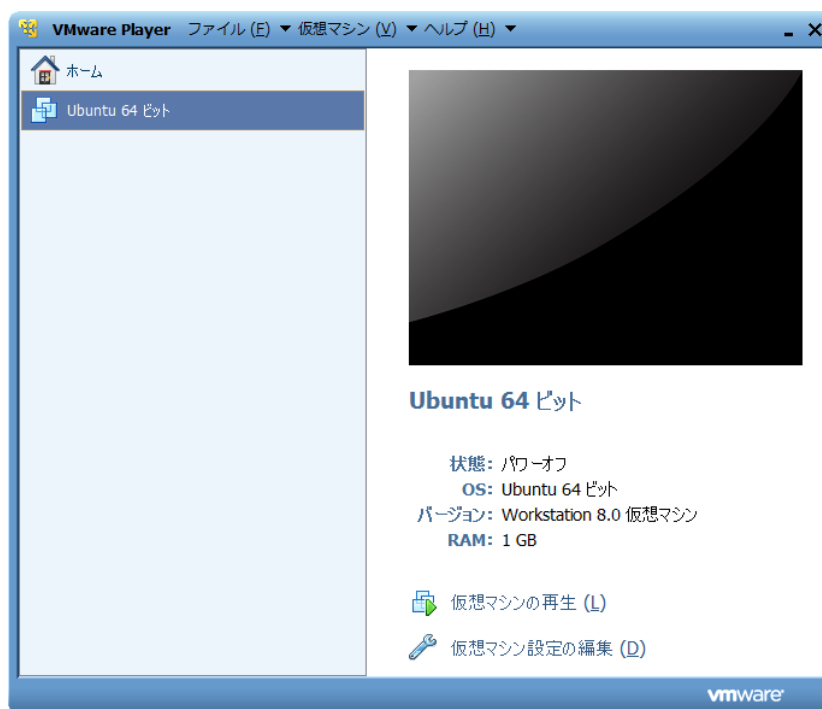 VMware Player ファイル (F) ▼ 仮想マシン (V) ▼ ヘルプ (H) ▼
ホーム
Ubuntu 64 ビット
Ubuntu 64 ビット
状態: パワーオフ
OS: Ubuntu 64 ビット
バージョン: Workstation 8.0 仮想マシン
RAM: 1 GB
仮想マシンの再生 (L)
仮想マシン設定の編集 (D)
vmware